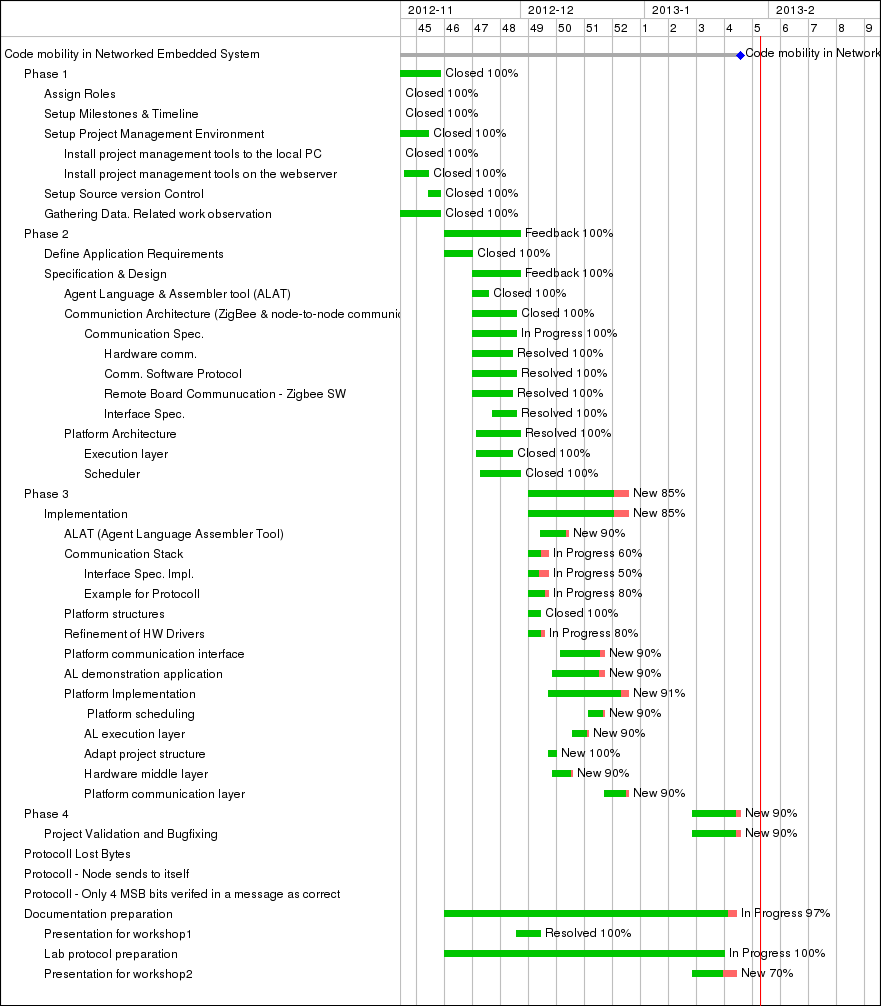 2012-11 2012-12 2013-1 2013-2
45 46 47 48 49 50 51 52 1 2 3 4 5 6 7 8 9
Code mobility in Networked Embedded System Code mobility in Network
Phase 1 Closed 100%
Assign Roles Closed 100%
Setup Milestones & Timeline Closed 100%
Setup Project Management Environment Closed 100%
Install project management tools to the local PC Closed 100%
Install project management tools on the webserver Closed 100%
Setup Source version Control Closed 100%
Gathering Data. Related work observation Closed 100%
Phase 2 Feedback 100%
Define Application Requirements Closed 100%
Specification & Design Feedback 100%
Agent Language & Assembler tool (ALAT) Closed 100%
Communiction Architecture (ZigBee & node-to-node communic Closed 100%
Communication Spec. In Progress 100%
Hardware comm. Resolved 100%
Comm. Software Protocol Resolved 100%
Remote Board Communucation - Zigbee SW Resolved 100%
Interface Spec. Resolved 100%
Platform Architecture Resolved 100%
Execution layer Closed 100%
Scheduler Closed 100%
Phase 3 New 85%
Implementation New 85%
ALAT (Agent Language Assembler Tool) New 90%
Communication Stack In Progress 60%
Interface Spec. Impl. In Progress 50%
Example for Protocoll In Progress 80%
Platform structures Closed 100%
Refinement of HW Drivers In Progress 80%
Platform communication interface New 90%
AL demonstration application New 90%
Platform Implementation New 91%
Platform scheduling New 90%
AL execution layer New 90%
Adapt project structure New 100%
Hardware middle layer New 90%
Platform communication layer New 90%
Phase 4 New 90%
Project Validation and Bugfixing New 90%
Protocoll Lost Bytes
Protocoll - Node sends to itself
Protocoll - Only 4 MSB bits verifed in a message as correct
Documentation preparation In Progress 97%
Presentation for workshop1 Resolved 100%
Lab protocol preparation In Progress 100%
Presentation for workshop2 New 70%